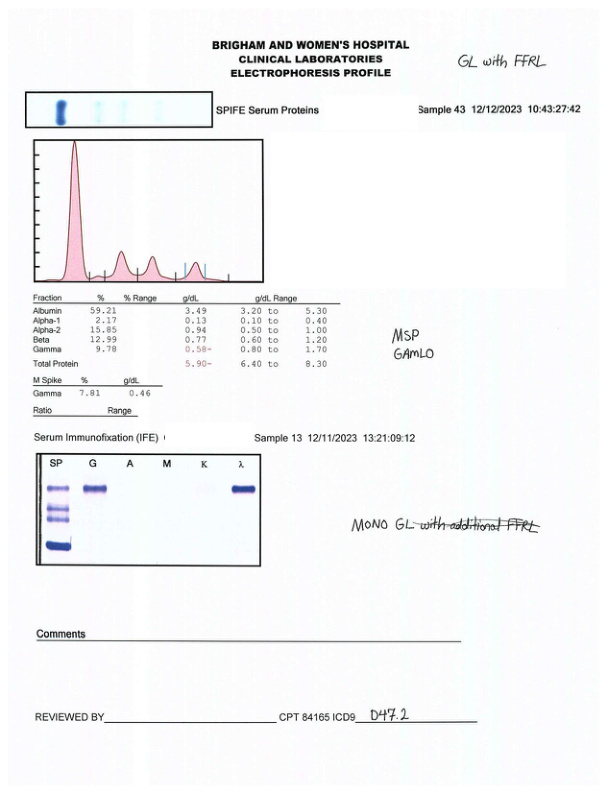 BRIGHAM AND WOMEN'S HOSPITAL
CLINICAL LABORATORIES
ELECTROPHORESIS PROFILE
GL with FFRL
SPIFE Serum Proteins Sample 43 12/12/2023 10:43:27:42
Fraction % % Range g/dL g/dL Range
Albumin 59.21 3.49 3.20 to 5.30
Alpha-1 2.17 0.13 0.10 to 0.40
Alpha-2 15.85 0.94 0.50 to 1.00
Beta 12.99 0.77 0.60 to 1.20
Gamma 9.78 0.58- 0.80 to 1.70
Total Protein 5.90- 6.40 to 8.30
MSP
GAMLO
M Spike % g/dL
Gamma 7.81 0.46
Ratio Range
Serum Immunofixation (IFE) Sample 13 12/11/2023 13:21:09:12
SP G A M K λ
MONO GL with additional FFRL
Comments
REVIEWED BY CPT 84165 ICD9 D47.2